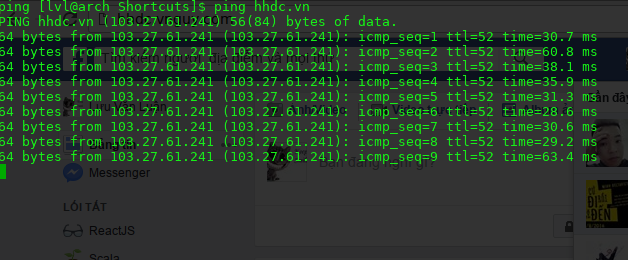 ping [lvl@arch Shortcuts]$ ping hhdc.vn
PING hhdc.vn (103.27.61.241) 56(84) bytes of data.
64 bytes from 103.27.61.241 (103.27.61.241): icmp_seq=1 ttl=52 time=30.7 ms
64 bytes from 103.27.61.241 (103.27.61.241): icmp_seq=2 ttl=52 time=60.8 ms
64 bytes from 103.27.61.241 (103.27.61.241): icmp_seq=3 ttl=52 time=38.1 ms
64 bytes from 103.27.61.241 (103.27.61.241): icmp_seq=4 ttl=52 time=35.9 ms
64 bytes from 103.27.61.241 (103.27.61.241): icmp_seq=5 ttl=52 time=31.3 ms
64 bytes from 103.27.61.241 (103.27.61.241): icmp_seq=6 ttl=52 time=28.6 ms
64 bytes from 103.27.61.241 (103.27.61.241): icmp_seq=7 ttl=52 time=30.6 ms
64 bytes from 103.27.61.241 (103.27.61.241): icmp_seq=8 ttl=52 time=29.2 ms
64 bytes from 103.27.61.241 (103.27.61.241): icmp_seq=9 ttl=52 time=63.4 ms
Messenger
LỐI TẮT
ReactJS
Scala